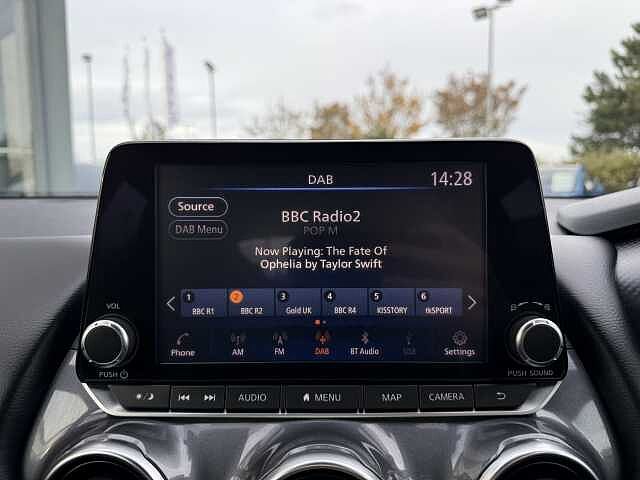 DAB
14:28
Source
DAB Menu
BBC Radio2
POP M
Now Playing: The Fate Of
Ophelia by Taylor Swift
1 BBC R1
2 BBC R2
3 Gold UK
4 BBC R4
5 KISSTORY
6 tkSPORT
Phone
AM
FM
DAB
BT Audio
USB
Settings
VOL
PUSH
PUSH SOUND
AUDIO
MENU
MAP
CAMERA